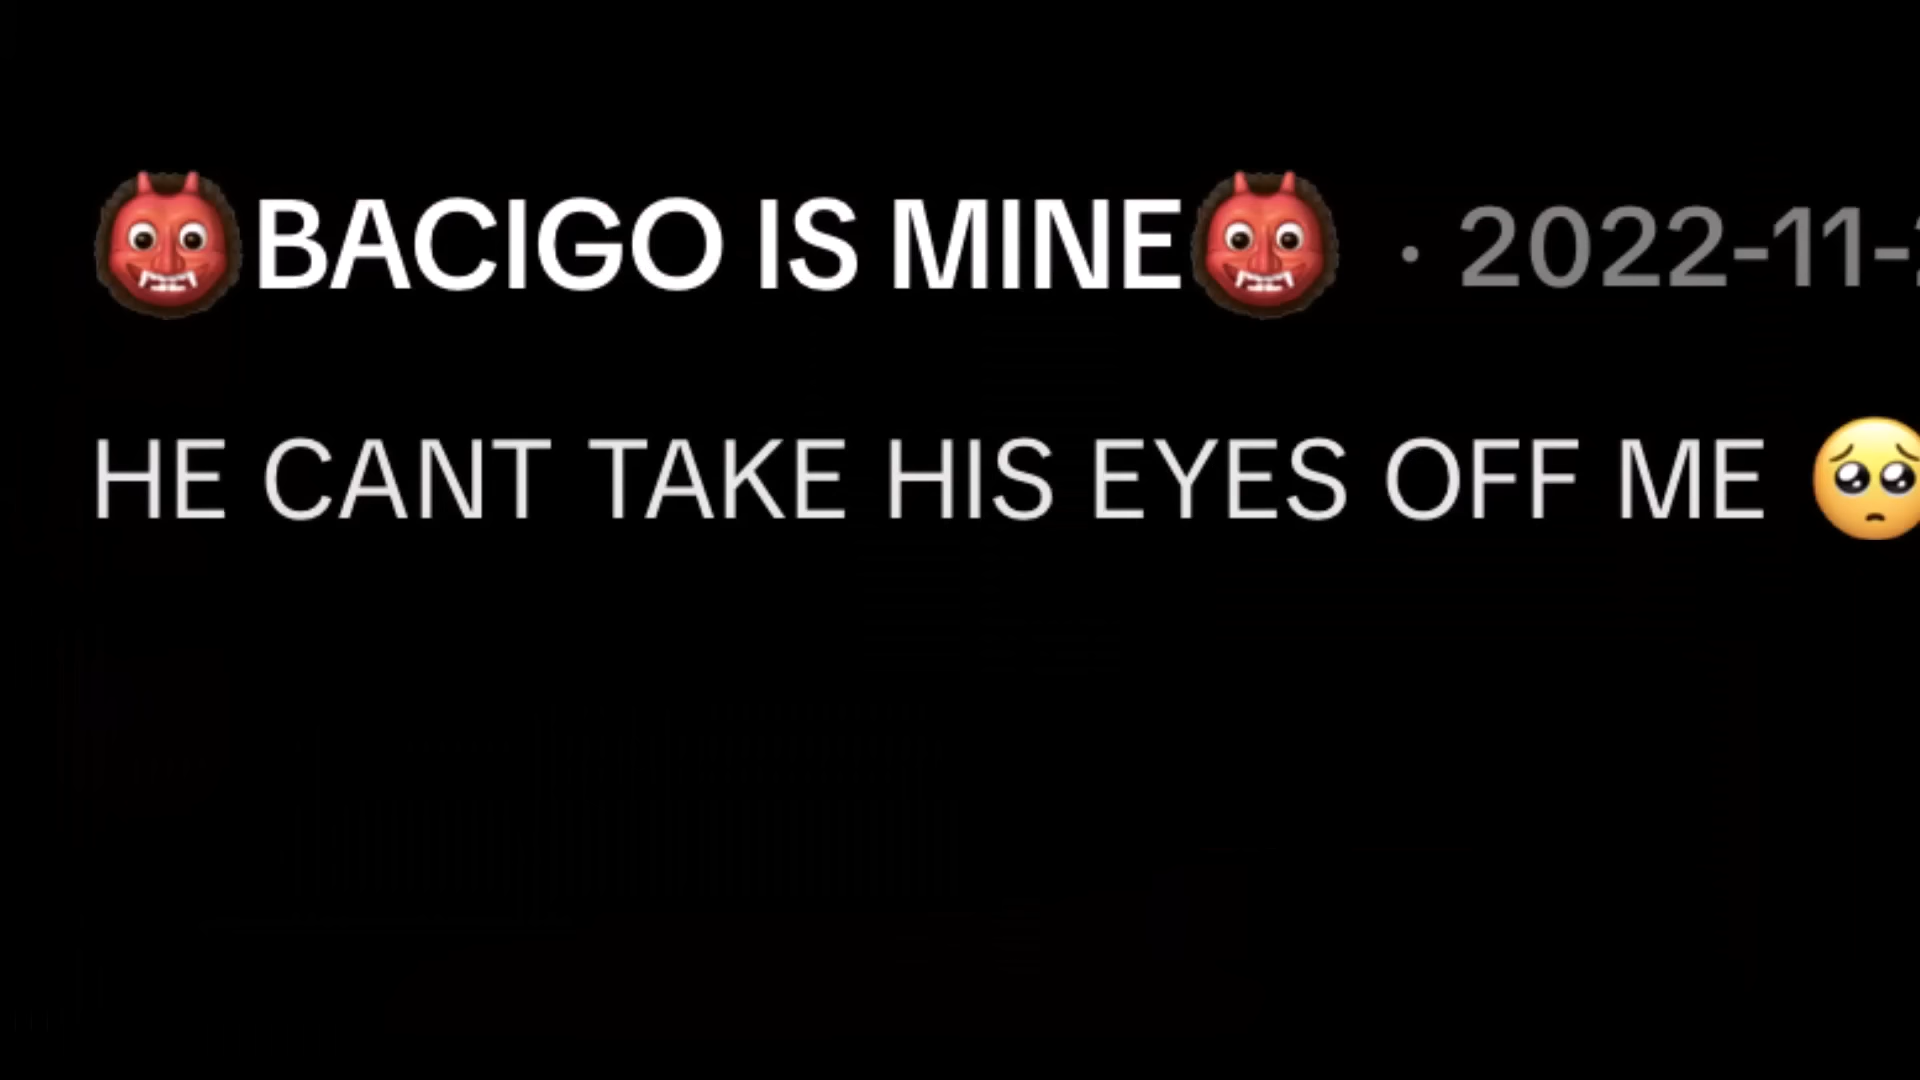 👹BACIGO IS MINE👹 · 2022-11-
HE CANT TAKE HIS EYES OFF ME 🥺